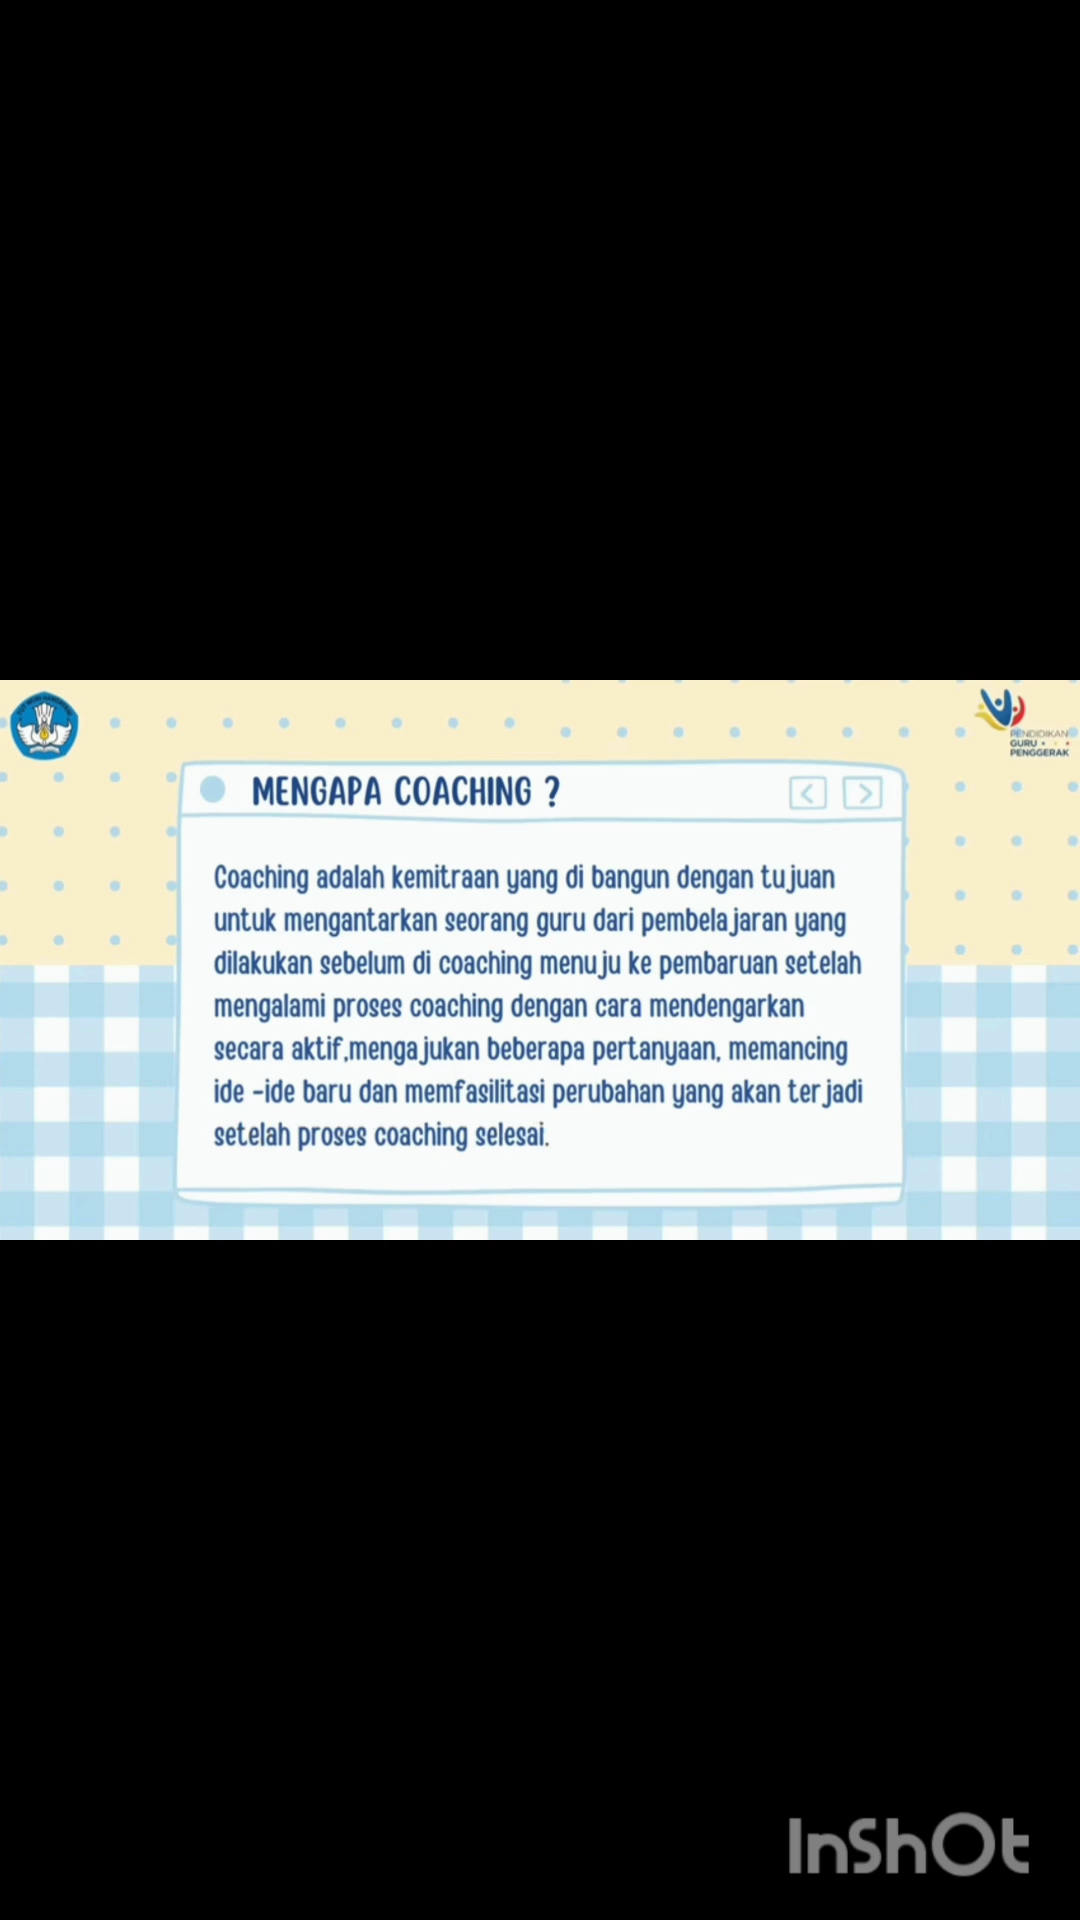 PENDIDIKAN
GURU
PENGGERAK
MENGAPA COACHING ?
Coaching adalah kemitraan yang di bangun dengan tujuan
untuk mengantarkan seorang guru dari pembelajaran yang
dilakukan sebelum di coaching menuju ke pembaruan setelah
mengalami proses coaching dengan cara mendengarkan
secara aktif,mengajukan beberapa pertanyaan, memancing
ide -ide baru dan memfasilitasi perubahan yang akan terjadi
setelah proses coaching selesai.
InShOt